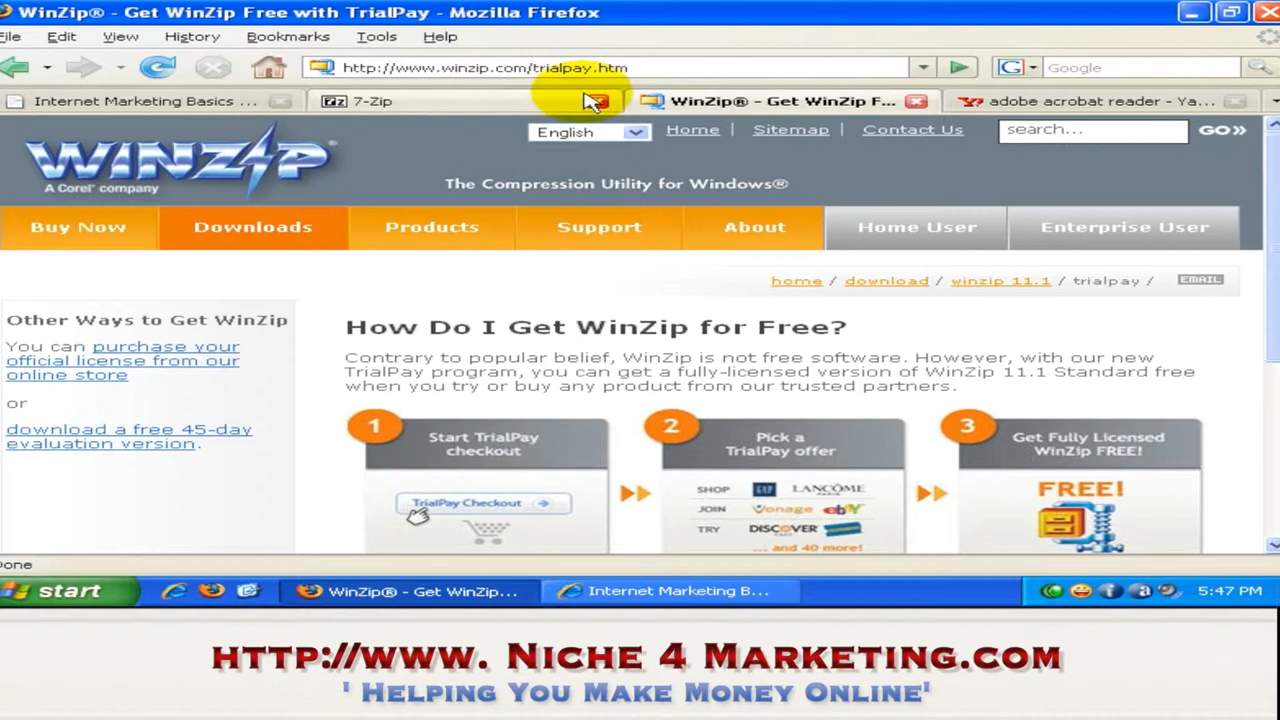 WinZip® - Get WinZip Free with TrialPay - Mozilla Firefox
File Edit View History Bookmarks Tools Help
http://www.winzip.com/trialpay.htm
Google
Internet Marketing Basics ...
7z 7-Zip
WinZip® - Get WinZip F...
adobe acrobat reader - Ya...
English
Home | Sitemap | Contact Us
search...
GO»
WINZIP
A Corel® company
The Compression Utility for Windows®
Buy Now
Downloads
Products
Support
About
Home User
Enterprise User
home / download / winzip 11.1 / trialpay /
EMAIL
Other Ways to Get WinZip
You can purchase your
official license from our
online store
or
download a free 45-day
evaluation version.
How Do I Get WinZip for Free?
Contrary to popular belief, WinZip is not free software. However, with our new
TrialPay program, you can get a fully-licensed version of WinZip 11.1 Standard free
when you try or buy any product from our trusted partners.
1
Start TrialPay
checkout
TrialPay Checkout
2
Pick a
TrialPay offer
SHOP GAP LANCÔME
JOIN Vonage ebY
TRY DISCOVER
... and 40 more!
3
Get Fully Licensed
WinZip FREE!
FREE!
Done
start
WinZip® - Get WinZip...
Internet Marketing B...
5:47 PM
http://www. Niche 4 Marketing.com
' Helping You Make Money Online'